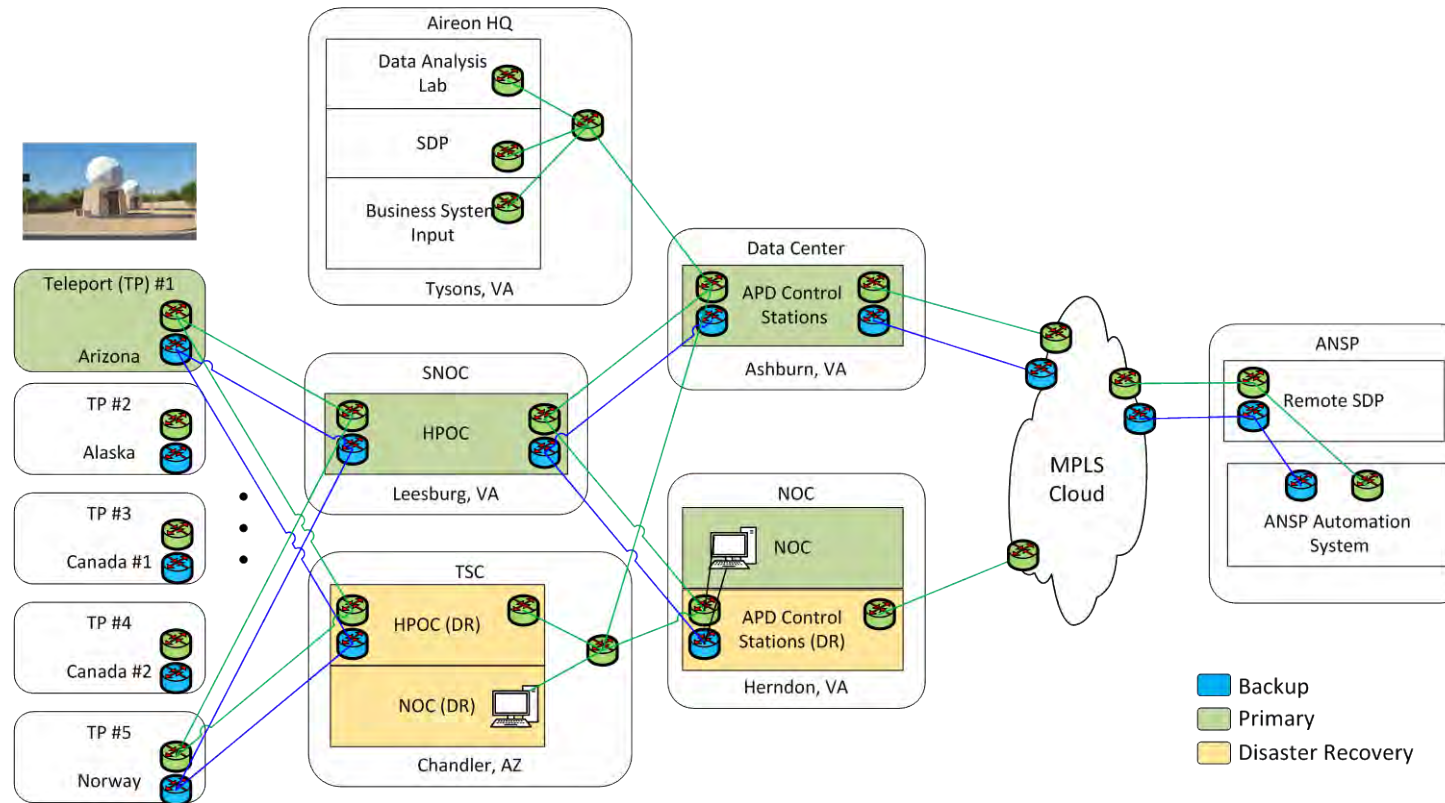 Aireon HQ
Data Analysis
Lab
SDP
Business System
Input
Tysons, VA
Teleport (TP) #1
Arizona
TP #2
Alaska
TP #3
Canada #1
TP #4
Canada #2
TP #5
Norway
SNOC
HPOC
Leesburg, VA
TSC
HPOC (DR)
NOC (DR)
Chandler, AZ
Data Center
APD Control
Stations
Ashburn, VA
NOC
NOC
APD Control
Stations (DR)
Herndon, VA
MPLS
Cloud
ANSP
Remote SDP
ANSP Automation
System
Backup
Primary
Disaster Recovery